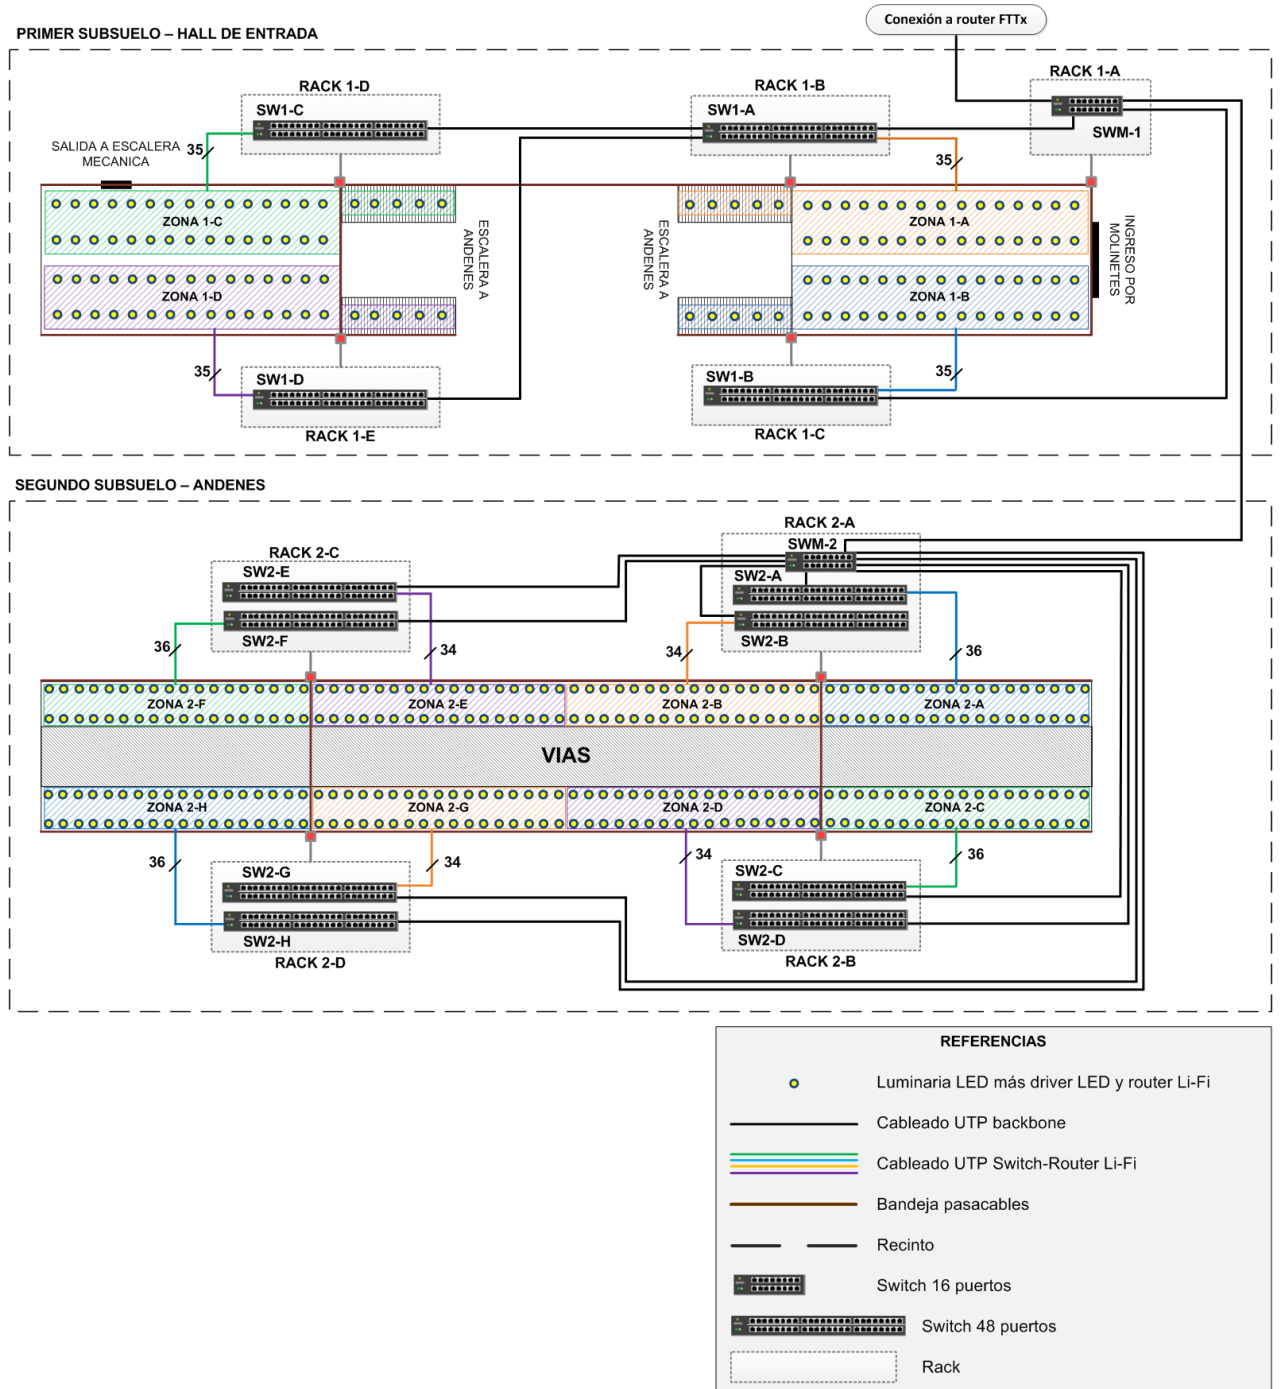 Conexión a router FTTx
PRIMER SUBSUELO – HALL DE ENTRADA
RACK 1-D
RACK 1-B
RACK 1-A
SW1-C
SW1-A
SWM-1
SALIDA A ESCALERA
MECANICA
35
35
ZONA 1-C
ZONA 1-A
ESCALERA A
ANDENES
ESCALERA A
ANDENES
INGRESO POR
MOLINETES
ZONA 1-D
ZONA 1-B
35
35
SW1-D
SW1-B
RACK 1-E
RACK 1-C
SEGUNDO SUBSUELO – ANDENES
RACK 2-A
RACK 2-C
SWM-2
SW2-E
SW2-A
SW2-F
SW2-B
36
34
34
36
ZONA 2-F
ZONA 2-E
ZONA 2-B
ZONA 2-A
VIAS
ZONA 2-H
ZONA 2-G
ZONA 2-D
ZONA 2-C
36
34
34
36
SW2-G
SW2-C
SW2-H
SW2-D
RACK 2-D
RACK 2-B
REFERENCIAS
Luminaria LED más driver LED y router Li-Fi
Cableado UTP backbone
Cableado UTP Switch-Router Li-Fi
Bandeja pasacables
Recinto
Switch 16 puertos
Switch 48 puertos
Rack